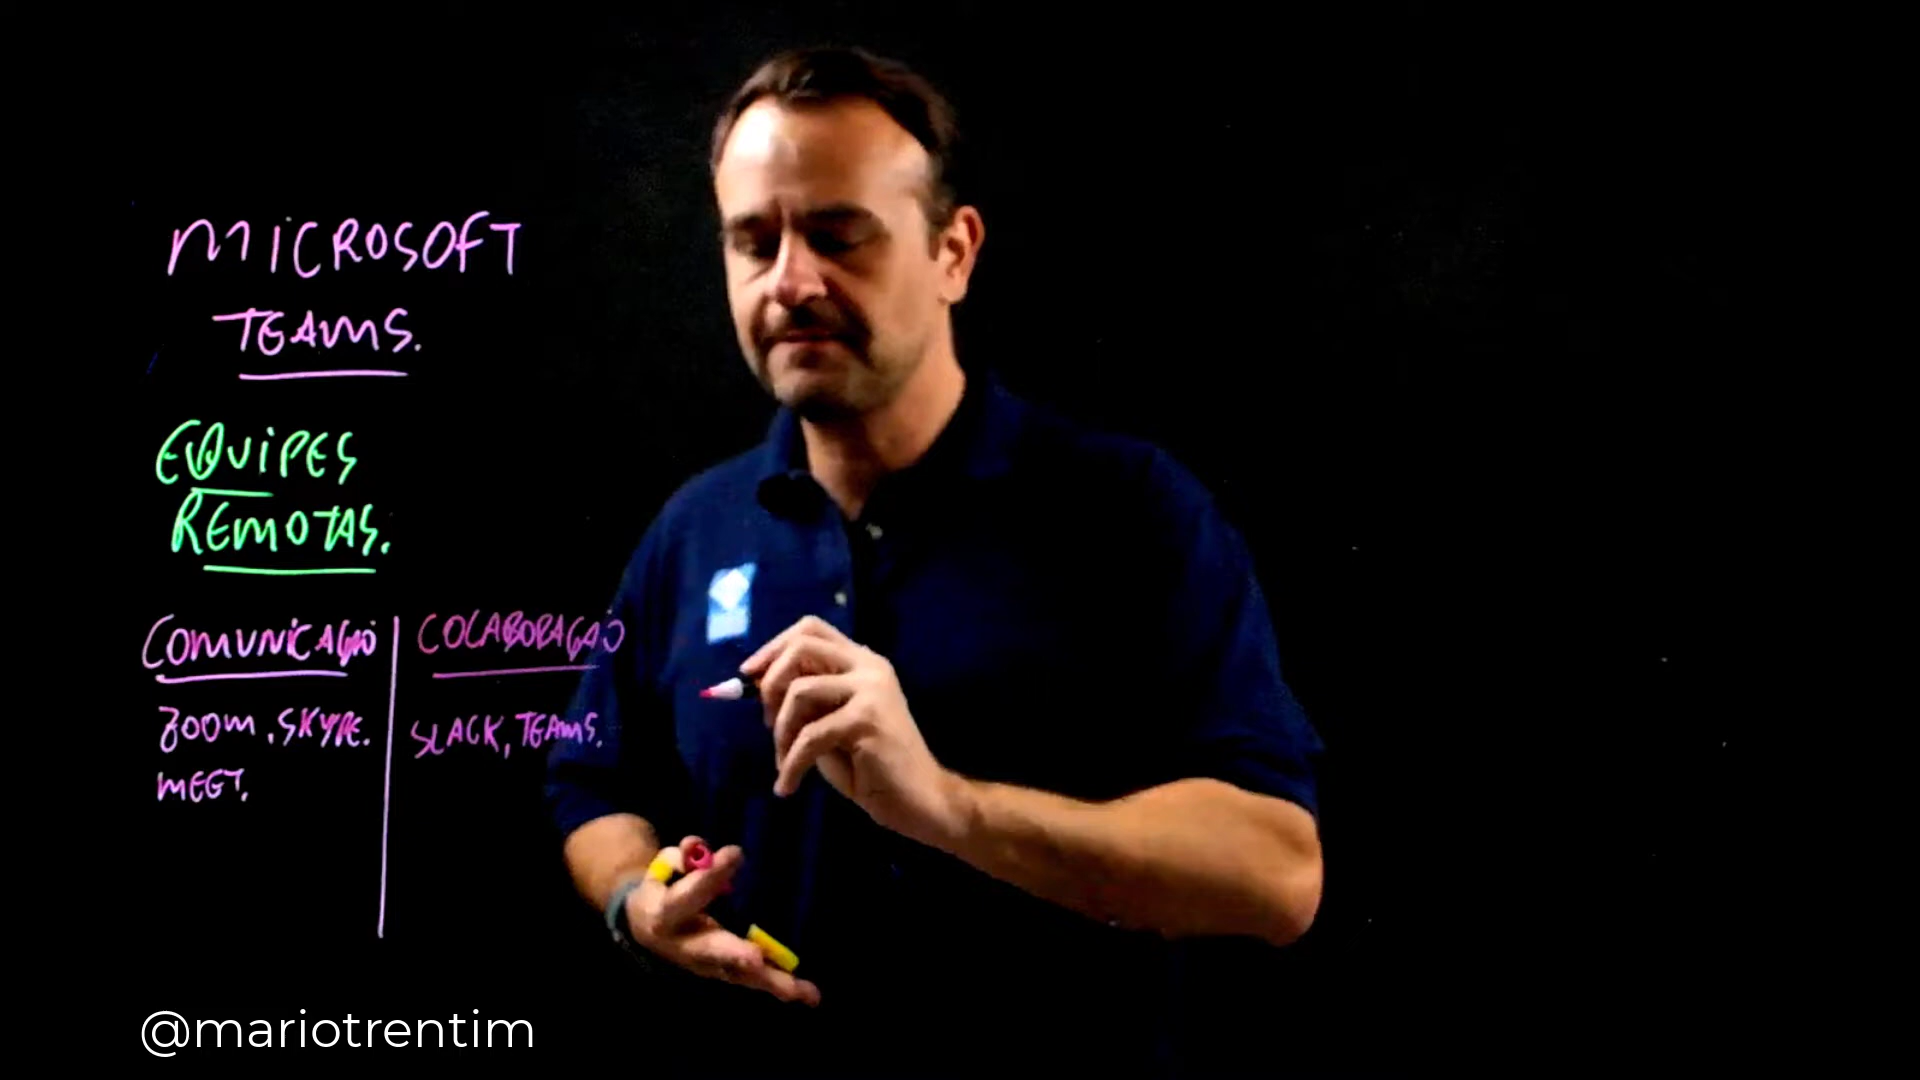 MICROSOFT
TEAMS.
EQUIPES
REMOTAS.
COMUNICAÇÃO
ZOOM, SKYPE.
MEET.
COLABORAÇÃO
SLACK, TEAMS.
@mariotrentim